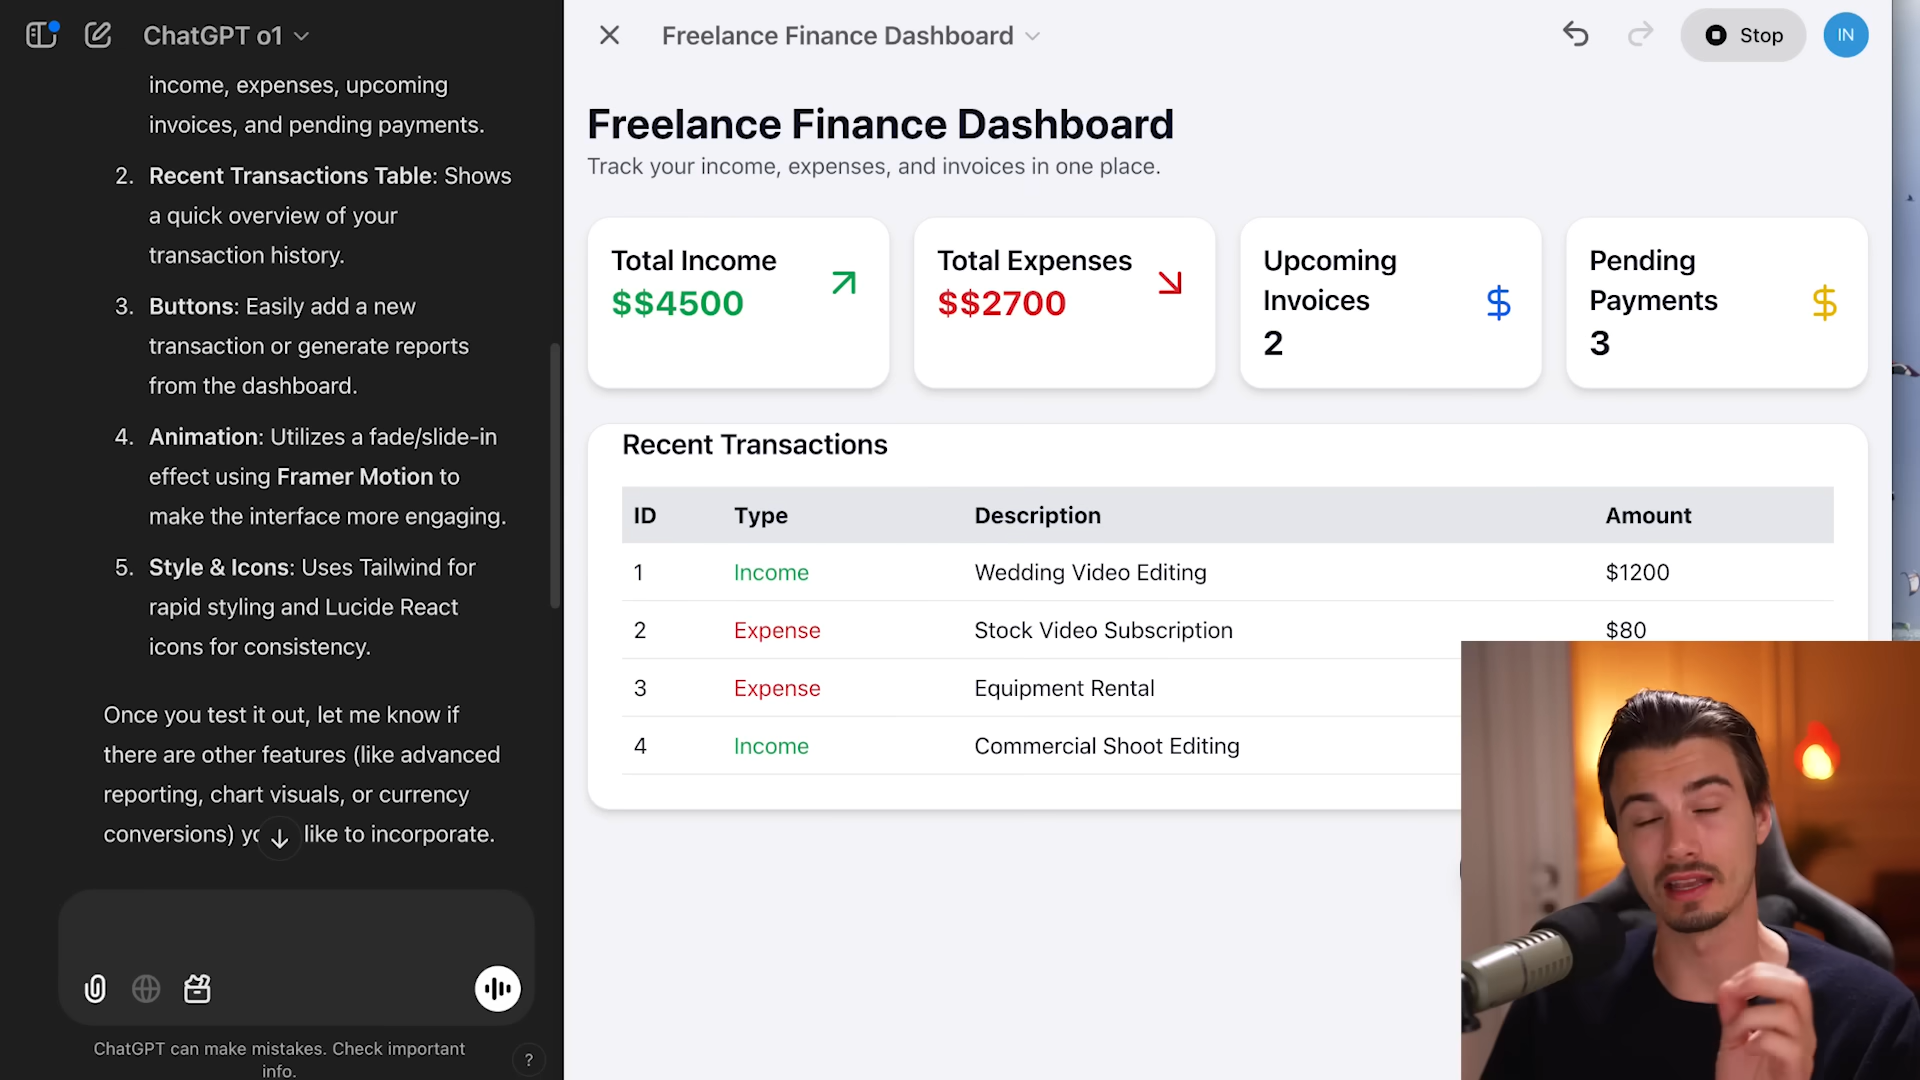 ChatGPT o1
income, expenses, upcoming
invoices, and pending payments.
2. Recent Transactions Table: Shows
a quick overview of your
transaction history.
3. Buttons: Easily add a new
transaction or generate reports
from the dashboard.
4. Animation: Utilizes a fade/slide-in
effect using Framer Motion to
make the interface more engaging.
5. Style & Icons: Uses Tailwind for
rapid styling and Lucide React
icons for consistency.
Once you test it out, let me know if
there are other features (like advanced
reporting, chart visuals, or currency
conversions) like to incorporate.
ChatGPT can make mistakes. Check important
info.
?
Freelance Finance Dashboard
Stop
IN
Freelance Finance Dashboard
Track your income, expenses, and invoices in one place.
Total Income
$$4500
Total Expenses
$$2700
Upcoming
Invoices
2
Pending
Payments
3
Recent Transactions
ID Type Description Amount
1 Income Wedding Video Editing $1200
2 Expense Stock Video Subscription $80
3 Expense Equipment Rental
4 Income Commercial Shoot Editing